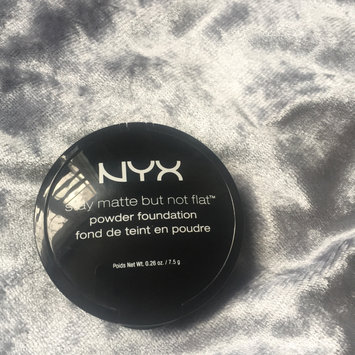 NYX
stay matte but not flat™
powder foundation
fond de teint en poudre
Poids Net Wt. 0.26 oz. / 7.5 g